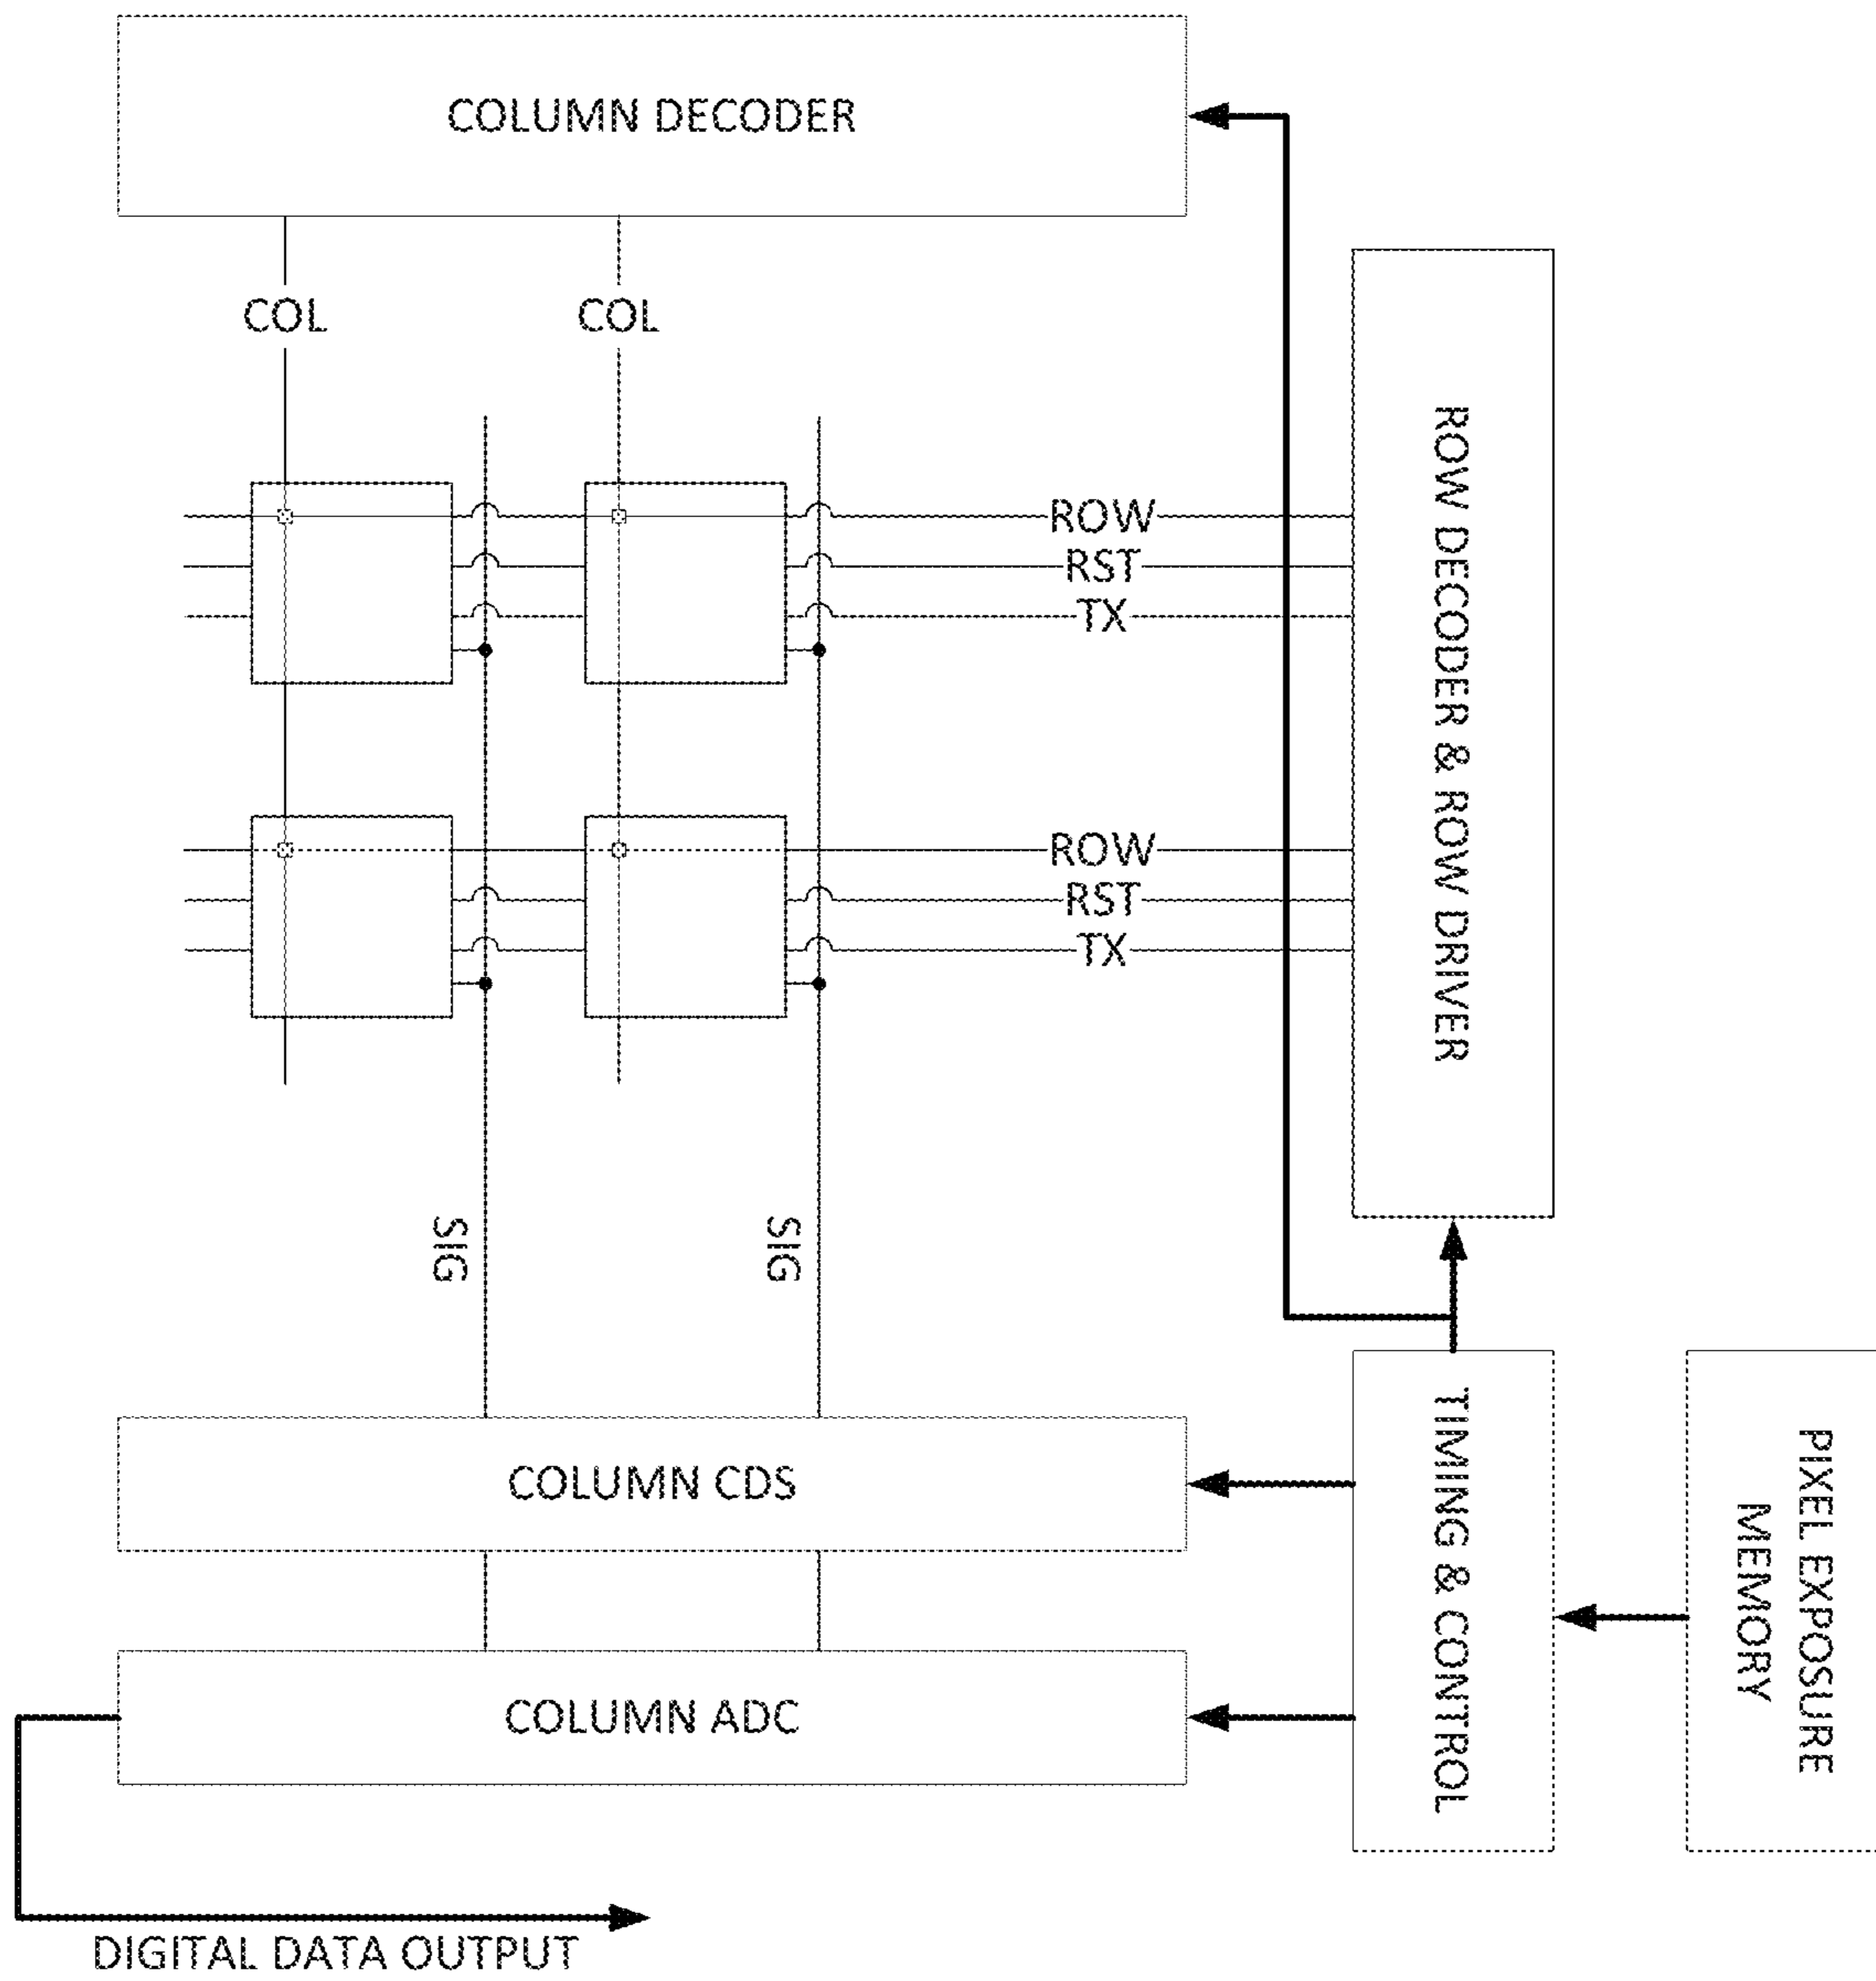 COLUMN DECODER
COL
COL
ROW
RST
TX
ROW DECODER & ROW DRIVER
ROW
RST
TX
SIG
SIG
COLUMN CDS
TIMING & CONTROL
PIXEL EXPOSURE
MEMORY
COLUMN ADC
DIGITAL DATA OUTPUT